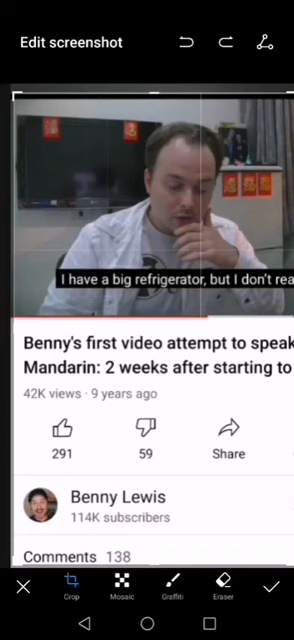 Edit screenshot
I have a big refrigerator, but I don't rea
Benny's first video attempt to speak
Mandarin: 2 weeks after starting to
42K views · 9 years ago
291 59 Share
Benny Lewis
114K subscribers
Comments 138
Crop Mosaic Graffiti Eraser